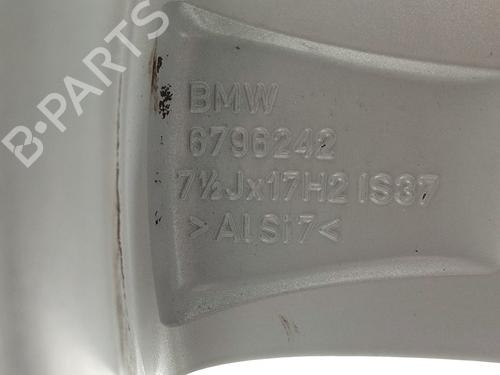 BMW
6796242
7½Jx17H2 IS37
>AlSi7<
B-PARTS